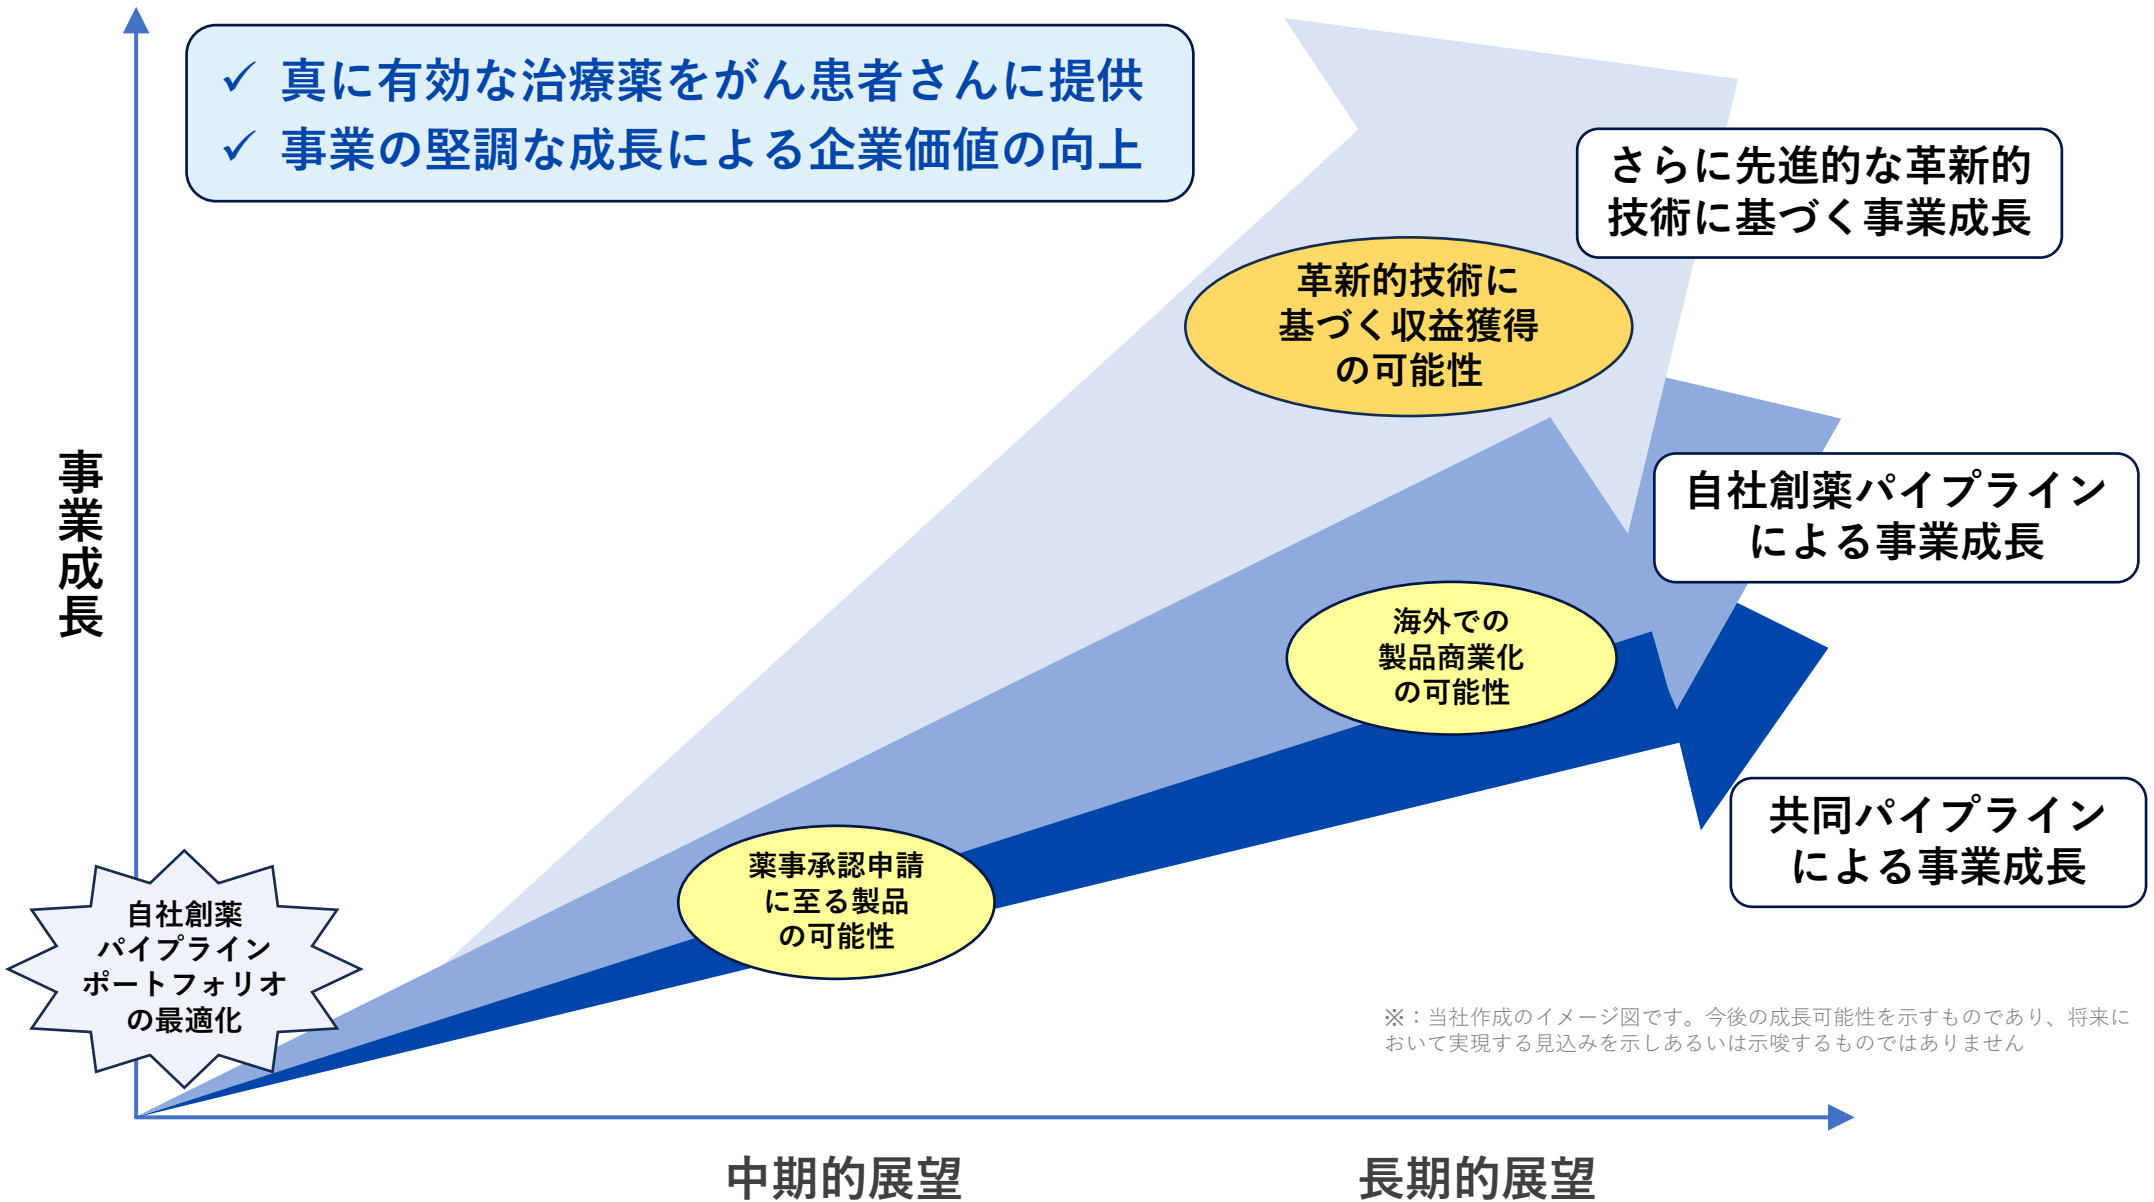 ✓ 真に有効な治療薬をがん患者さんに提供
✓ 事業の堅調な成長による企業価値の向上
さらに先進的な革新的
技術に基づく事業成長
革新的技術に
基づく収益獲得
の可能性
事業成長
自社創薬パイプライン
による事業成長
海外での
製品商業化
の可能性
共同パイプライン
による事業成長
薬事承認申請
に至る製品
の可能性
自社創薬
パイプライン
ポートフォリオ
の最適化
※：当社作成のイメージ図です。今後の成長可能性を示すものであり、将来に
おいて実現する見込みを示しあるいは示唆するものではありません
中期的展望
長期的展望